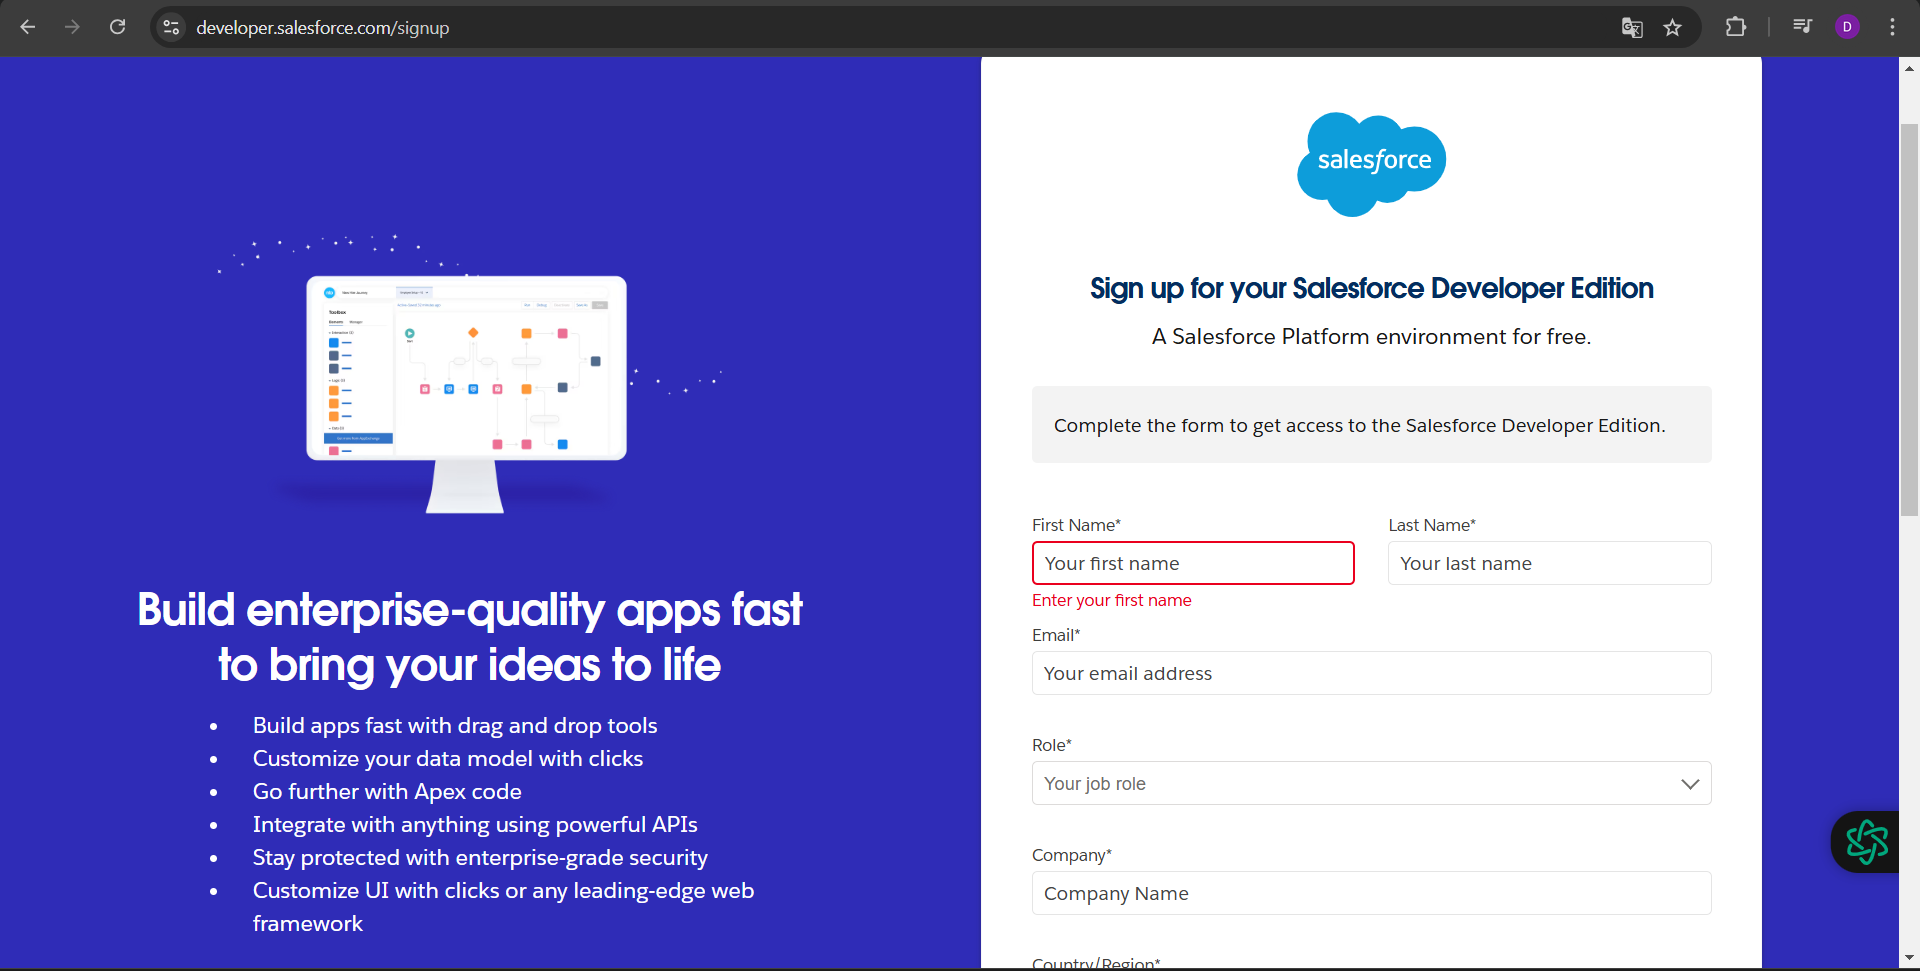 developer.salesforce.com/signup
D
salesforce
Sign up for your Salesforce Developer Edition
A Salesforce Platform environment for free.
Complete the form to get access to the Salesforce Developer Edition.
First Name*
Last Name*
Your first name
Your last name
Enter your first name
Email*
Your email address
Role*
Your job role
Company*
Company Name
Country/Region*
Toolbox
Build enterprise-quality apps fast
to bring your ideas to life
• Build apps fast with drag and drop tools
• Customize your data model with clicks
• Go further with Apex code
• Integrate with anything using powerful APIs
• Stay protected with enterprise-grade security
• Customize UI with clicks or any leading-edge web
framework